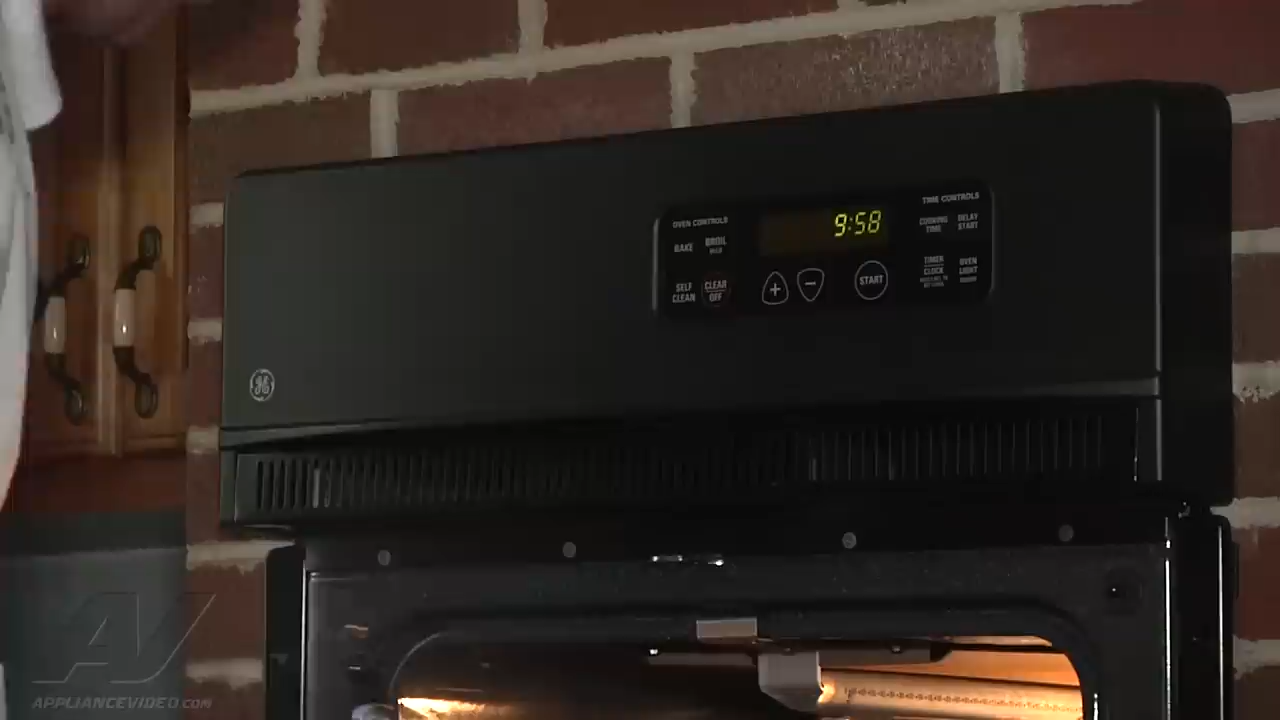 OVEN CONTROLS
BAKE
BROIL
SELF
CLEAN
CLEAR
OFF
9:58
+
−
START
TIME CONTROLS
COOKING
TIME
DELAY
START
TIMER
CLOCK
OVEN
LIGHT
GE
AV
APPLIANCEVIDEO.COM